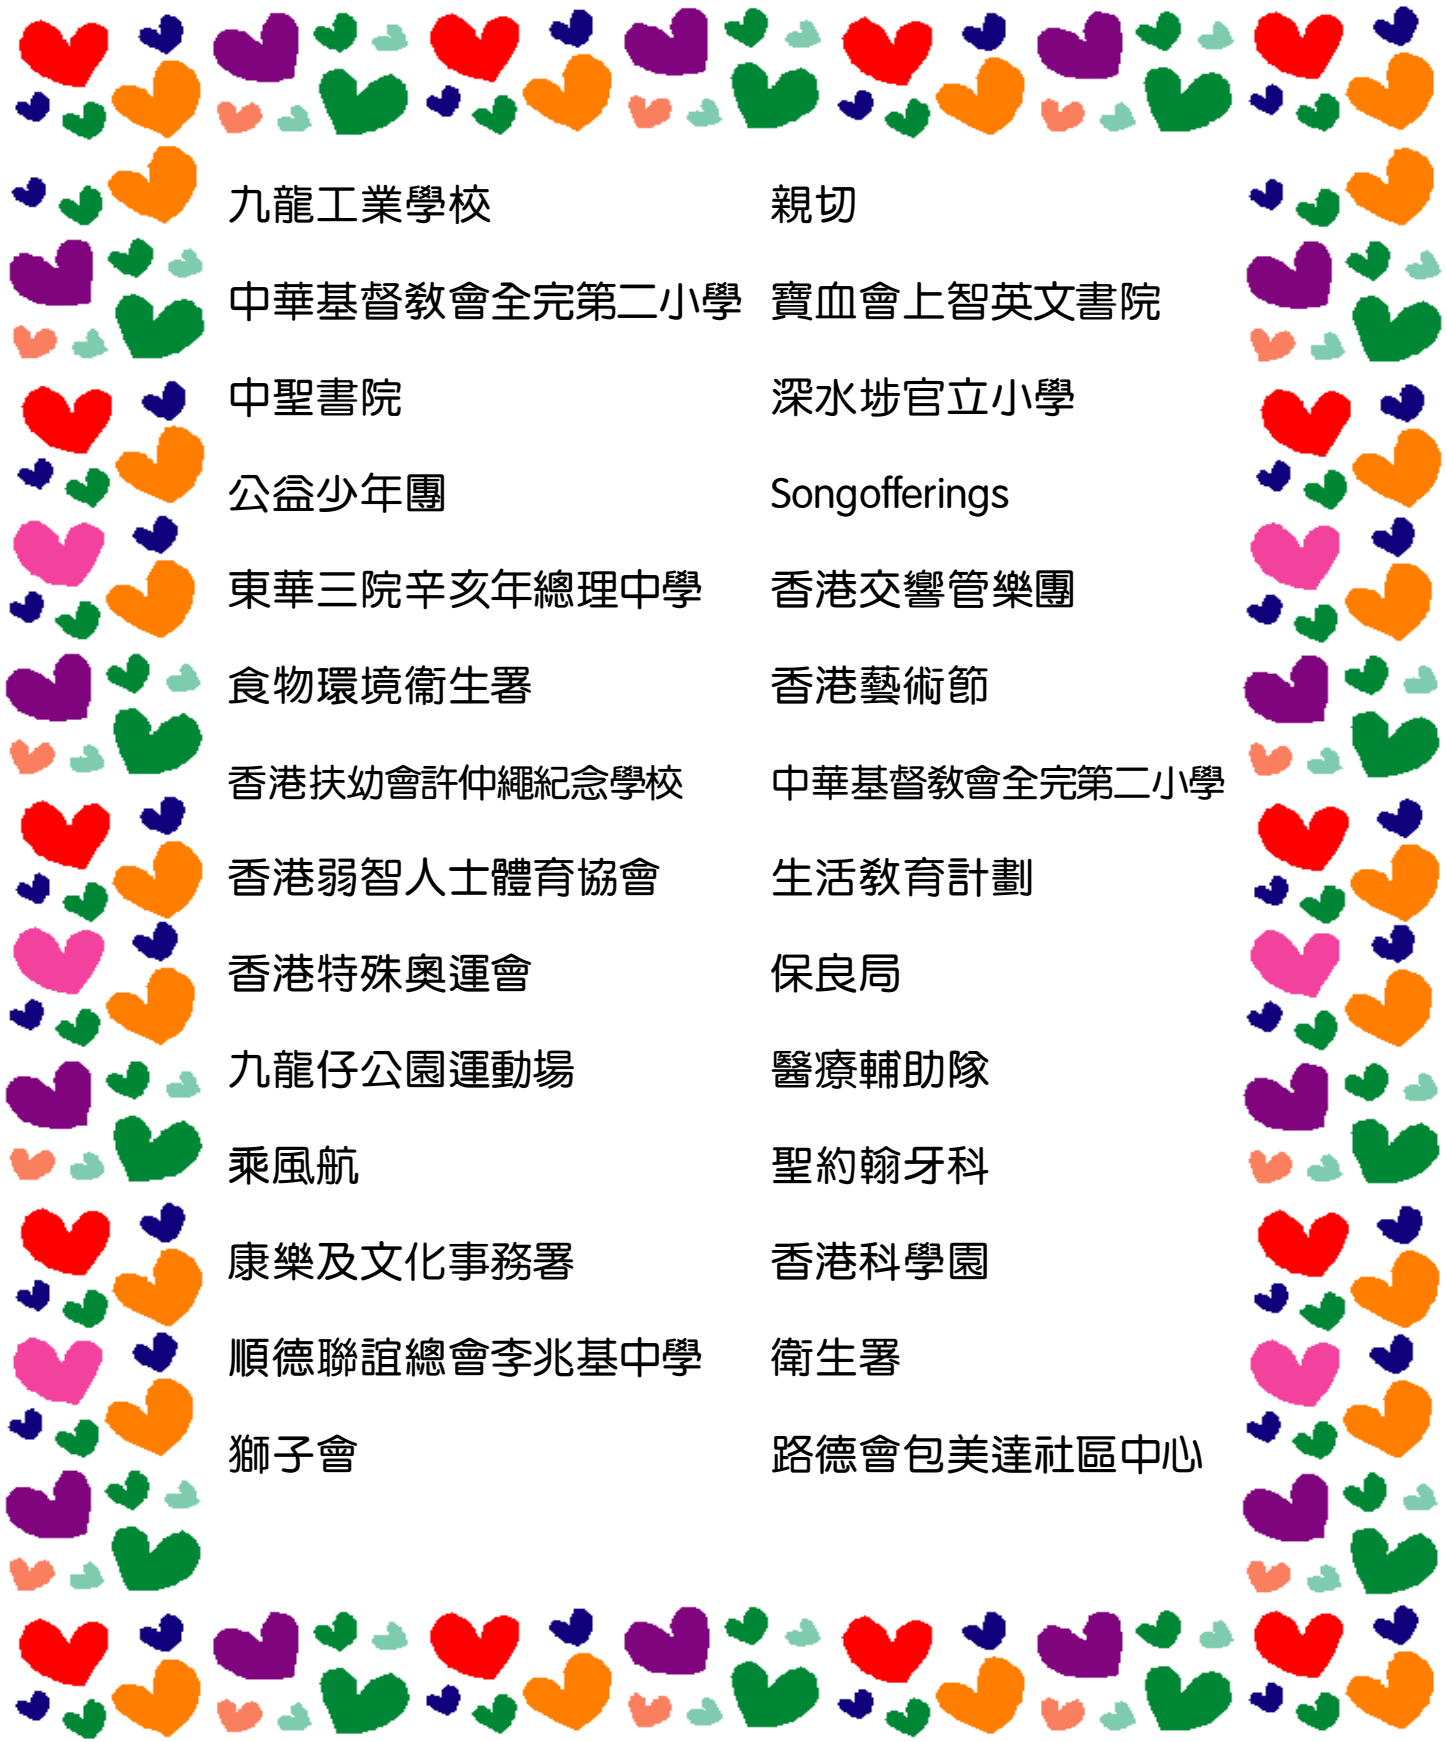 九龍工業學校
親切
中華基督教會全完第二小學
寶血會上智英文書院
中聖書院
深水埗官立小學
公益少年團
Songofferings
東華三院辛亥年總理中學
香港交響管樂團
食物環境衞生署
香港藝術節
香港扶幼會許仲繩紀念學校
中華基督教會全完第二小學
香港弱智人士體育協會
生活教育計劃
香港特殊奧運會
保良局
九龍仔公園運動場
醫療輔助隊
乘風航
聖約翰牙科
康樂及文化事務署
香港科學園
順德聯誼總會李兆基中學
衛生署
獅子會
路德會包美達社區中心